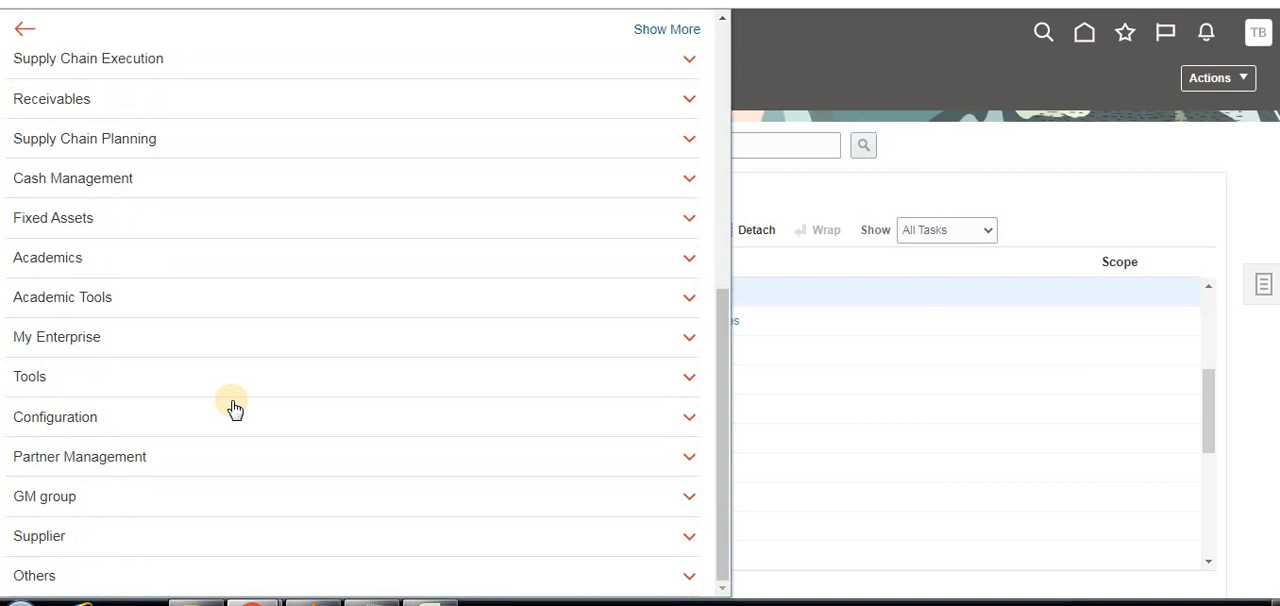 Show More
TB
Supply Chain Execution
Actions
Receivables
Supply Chain Planning
Cash Management
Fixed Assets
Detach Wrap Show All Tasks
Academics
Scope
Academic Tools
es
My Enterprise
Tools
Configuration
Partner Management
GM group
Supplier
Others